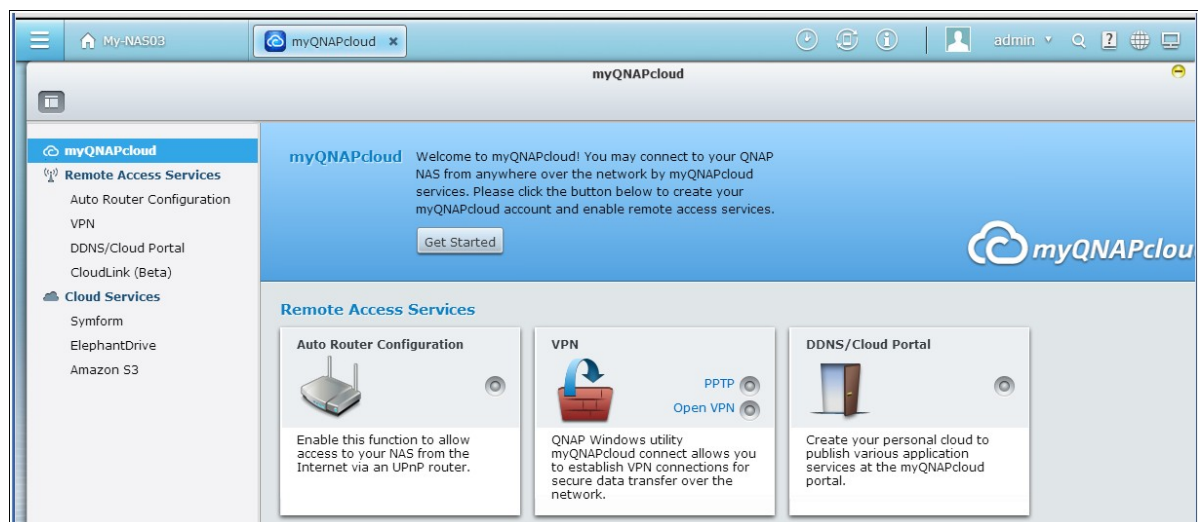 My-NAS03
myQNAPcloud
admin
myQNAPcloud
myQNAPcloud
Remote Access Services
Auto Router Configuration
VPN
DDNS/Cloud Portal
CloudLink (Beta)
Cloud Services
Symform
ElephantDrive
Amazon S3
myQNAPcloud
Welcome to myQNAPcloud! You may connect to your QNAP
NAS from anywhere over the network by myQNAPcloud
services. Please click the button below to create your
myQNAPcloud account and enable remote access services.
Get Started
myQNAPclou
Remote Access Services
Auto Router Configuration
Enable this function to allow
access to your NAS from the
Internet via an UPnP router.
VPN
PPTP
Open VPN
QNAP Windows utility
myQNAPcloud connect allows you
to establish VPN connections for
secure data transfer over the
network.
DDNS/Cloud Portal
Create your personal cloud to
publish various application
services at the myQNAPcloud
portal.